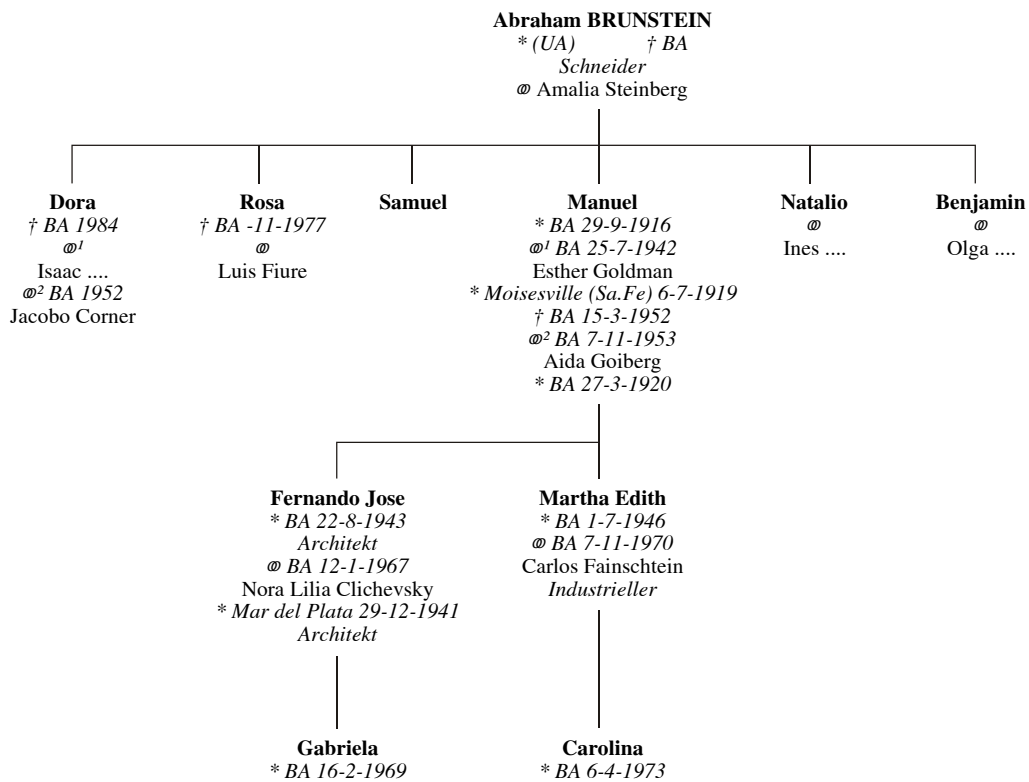 Abraham BRUNSTEIN
* (UA) † BA
Schneider
⚭ Amalia Steinberg
Dora
† BA 1984
⚭¹
Isaac ....
⚭² BA 1952
Jacobo Corner
Rosa
† BA -11-1977
⚭
Luis Fiure
Samuel
Manuel
* BA 29-9-1916
⚭¹ BA 25-7-1942
Esther Goldman
* Moisesville (Sa.Fe) 6-7-1919
† BA 15-3-1952
⚭² BA 7-11-1953
Aida Goiberg
* BA 27-3-1920
Natalio
⚭
Ines ....
Benjamin
⚭
Olga ....
Fernando Jose
* BA 22-8-1943
Architekt
⚭ BA 12-1-1967
Nora Lilia Clichevsky
* Mar del Plata 29-12-1941
Architekt
Martha Edith
* BA 1-7-1946
⚭ BA 7-11-1970
Carlos Fainschtein
Industrieller
Gabriela
* BA 16-2-1969
Carolina
* BA 6-4-1973